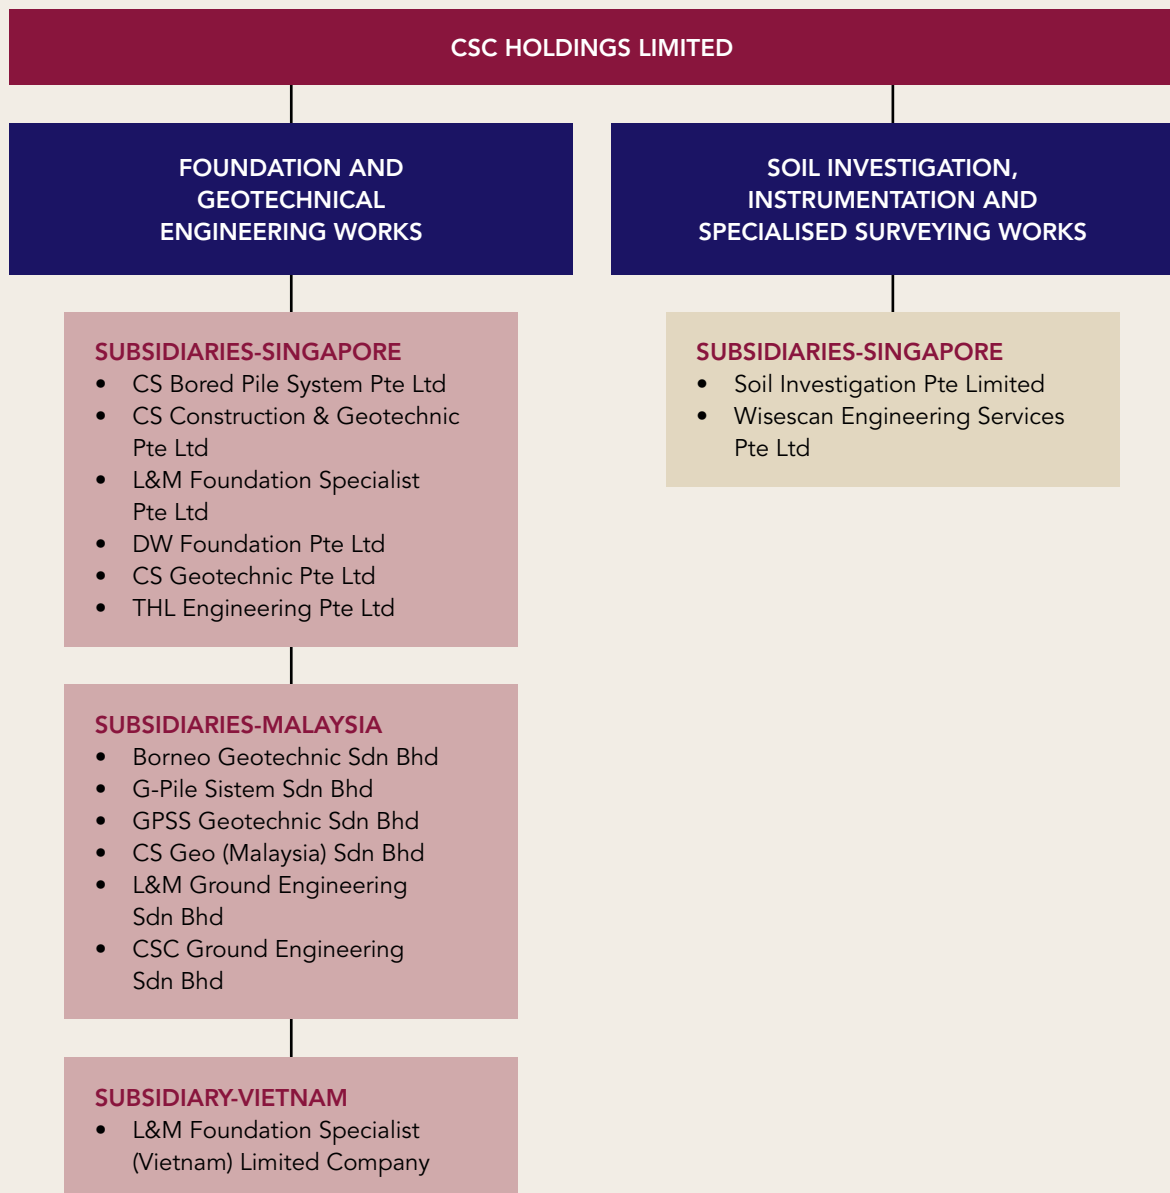 CSC HOLDINGS LIMITED
FOUNDATION AND
GEOTECHNICAL
ENGINEERING WORKS
SUBSIDIARIES-SINGAPORE
• CS Bored Pile System Pte Ltd
• CS Construction & Geotechnic
Pte Ltd
• L&M Foundation Specialist
Pte Ltd
• DW Foundation Pte Ltd
• CS Geotechnic Pte Ltd
• THL Engineering Pte Ltd
SUBSIDIARIES-MALAYSIA
• Borneo Geotechnic Sdn Bhd
• G-Pile Sistem Sdn Bhd
• GPSS Geotechnic Sdn Bhd
• CS Geo (Malaysia) Sdn Bhd
• L&M Ground Engineering
Sdn Bhd
• CSC Ground Engineering
Sdn Bhd
SUBSIDIARY-VIETNAM
• L&M Foundation Specialist
(Vietnam) Limited Company
SOIL INVESTIGATION,
INSTRUMENTATION AND
SPECIALISED SURVEYING WORKS
SUBSIDIARIES-SINGAPORE
• Soil Investigation Pte Limited
• Wisescan Engineering Services
Pte Ltd